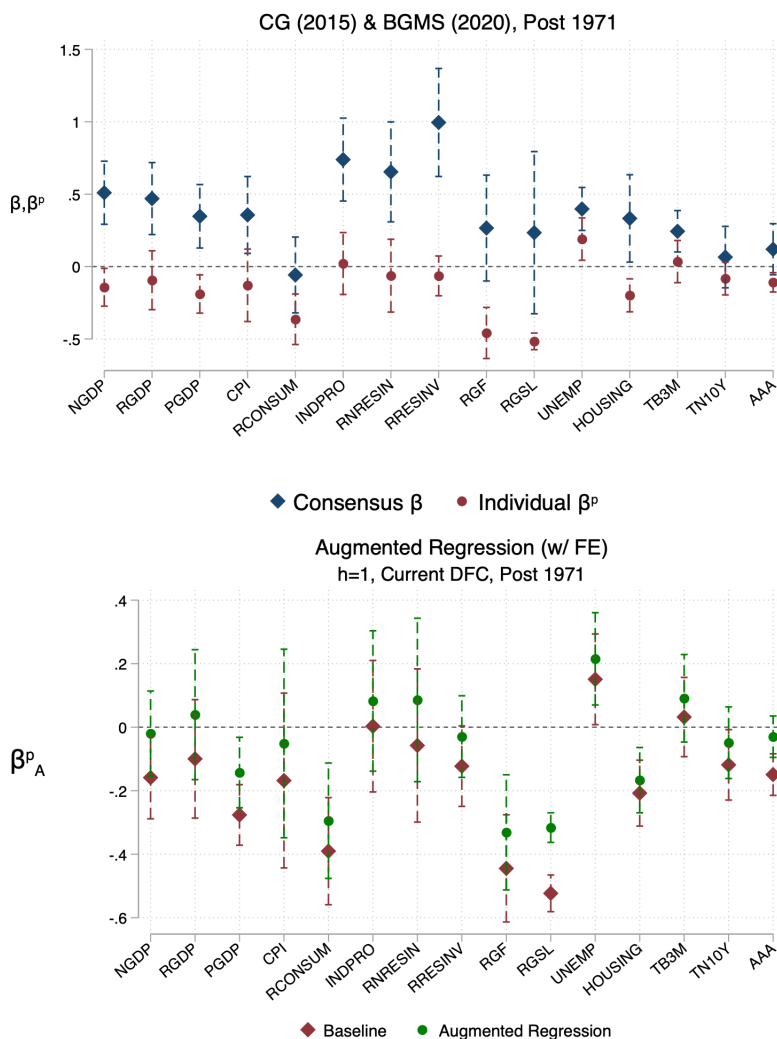 CG (2015) & BGMS (2020), Post 1971
1.5
1
.5
0
-.5
β,βᵖ
NGDP
RGDP
PGDP
CPI
RCONSUM
INDPRO
RNRESIN
RRESINV
RGF
RGSL
UNEMP
HOUSING
TB3M
TN10Y
AAA
Consensus β
Individual βᵖ
Augmented Regression (w/ FE)
h=1, Current DFC, Post 1971
.4
.2
0
-.2
-.4
-.6
βᵖA
NGDP
RGDP
PGDP
CPI
RCONSUM
INDPRO
RNRESIN
RRESINV
RGF
RGSL
UNEMP
HOUSING
TB3M
TN10Y
AAA
Baseline
Augmented Regression